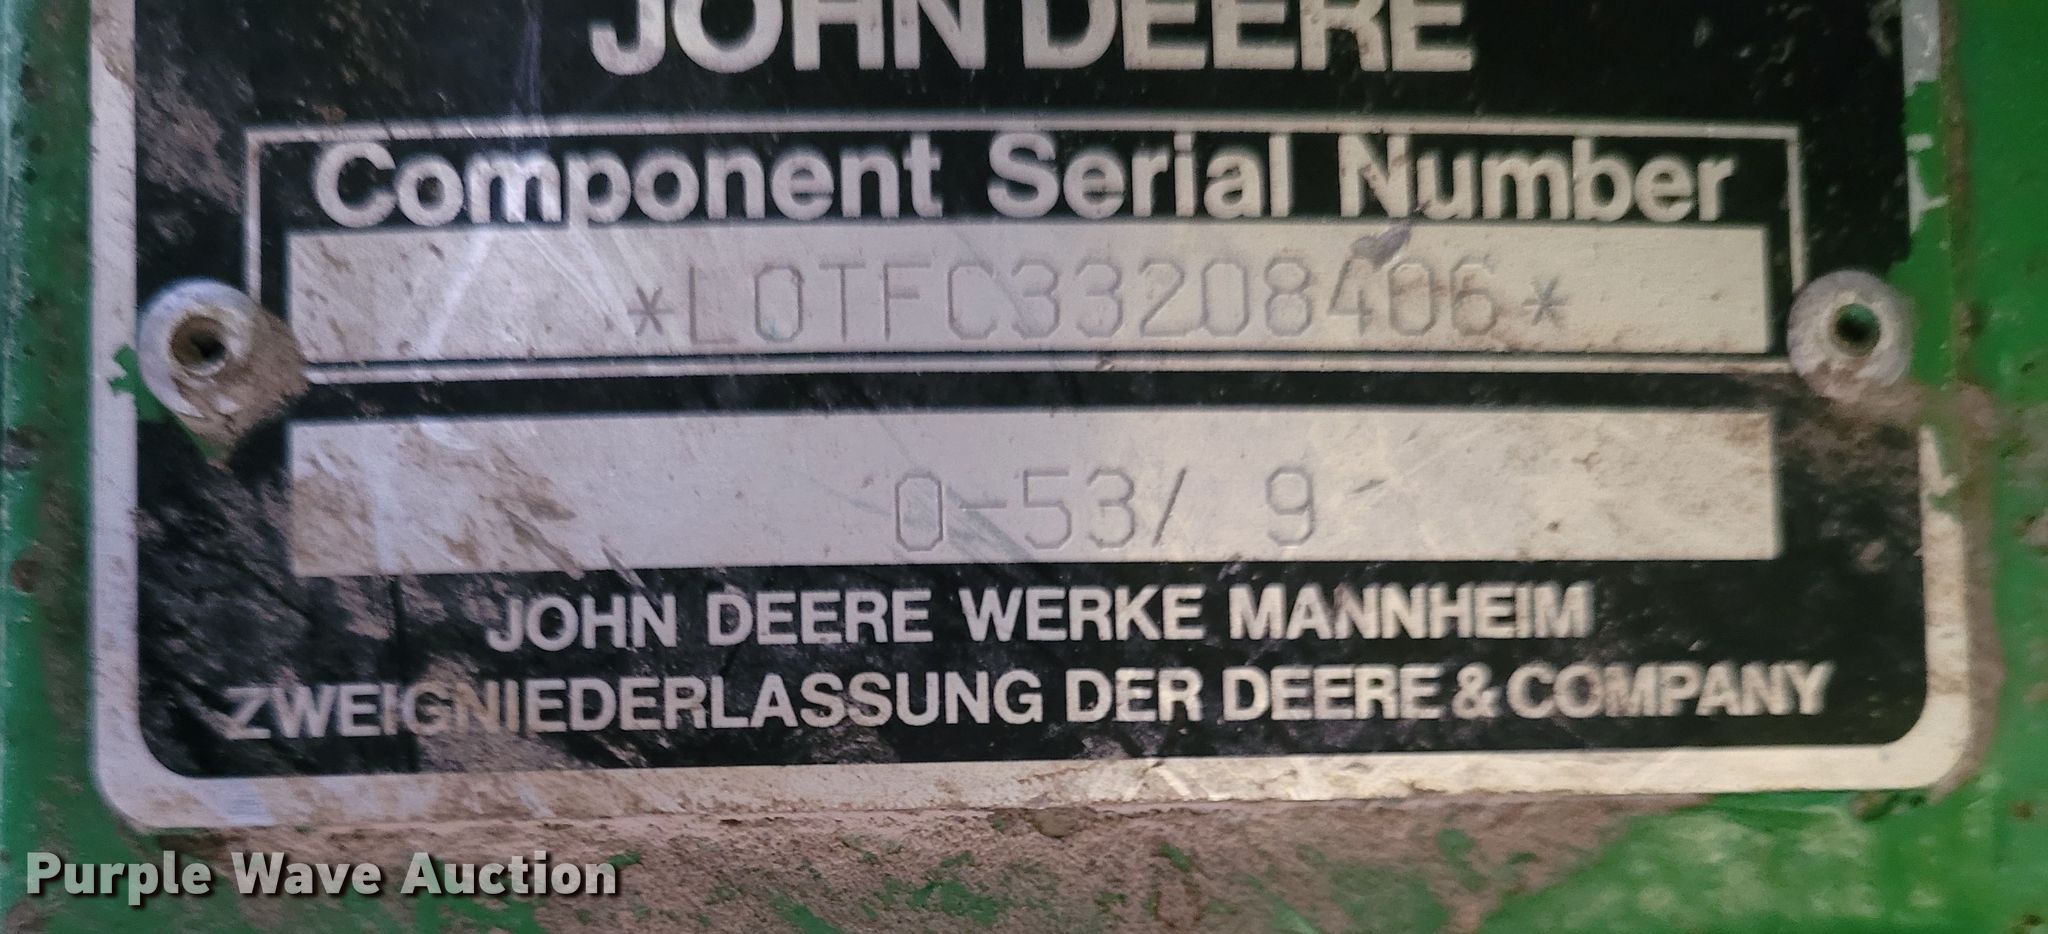 JOHN DEERE
Component Serial Number
*L0TFC33208406*
0-53/ 9
JOHN DEERE WERKE MANNHEIM
ZWEIGNIEDERLASSUNG DER DEERE & COMPANY
Purple Wave Auction